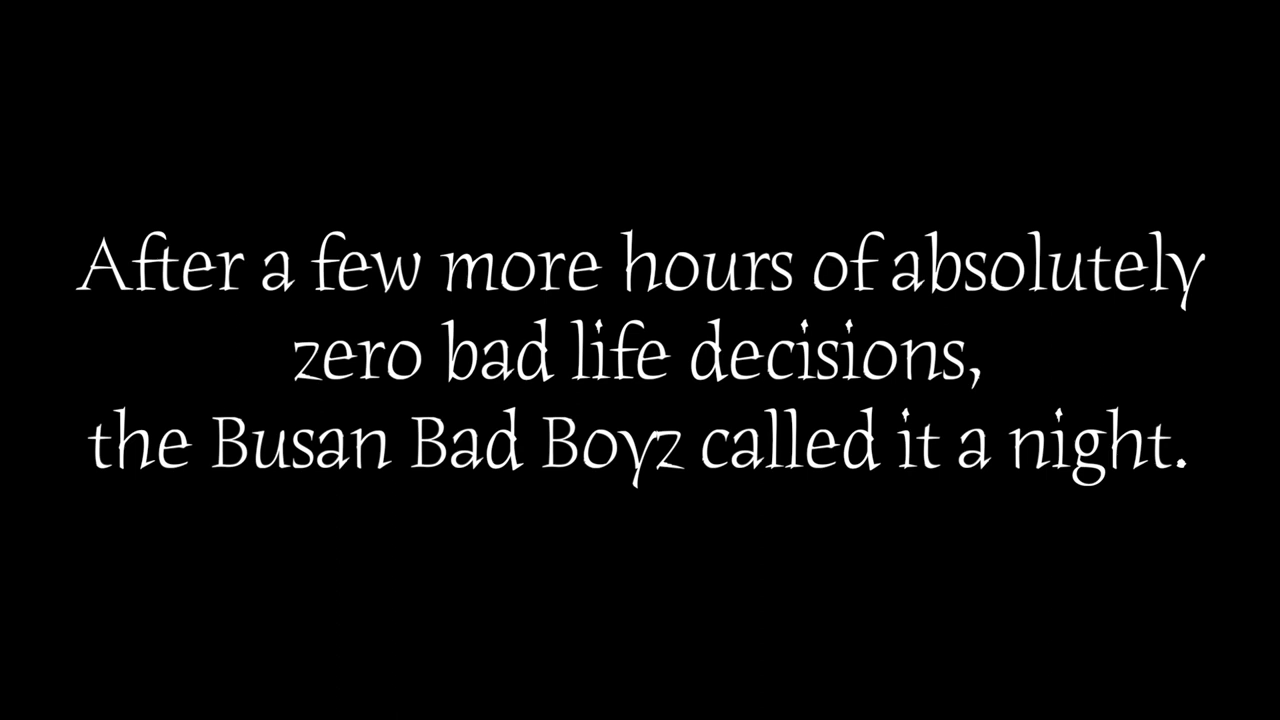 After a few more hours of absolutely
zero bad life decisions,
the Busan Bad Boyz called it a night.